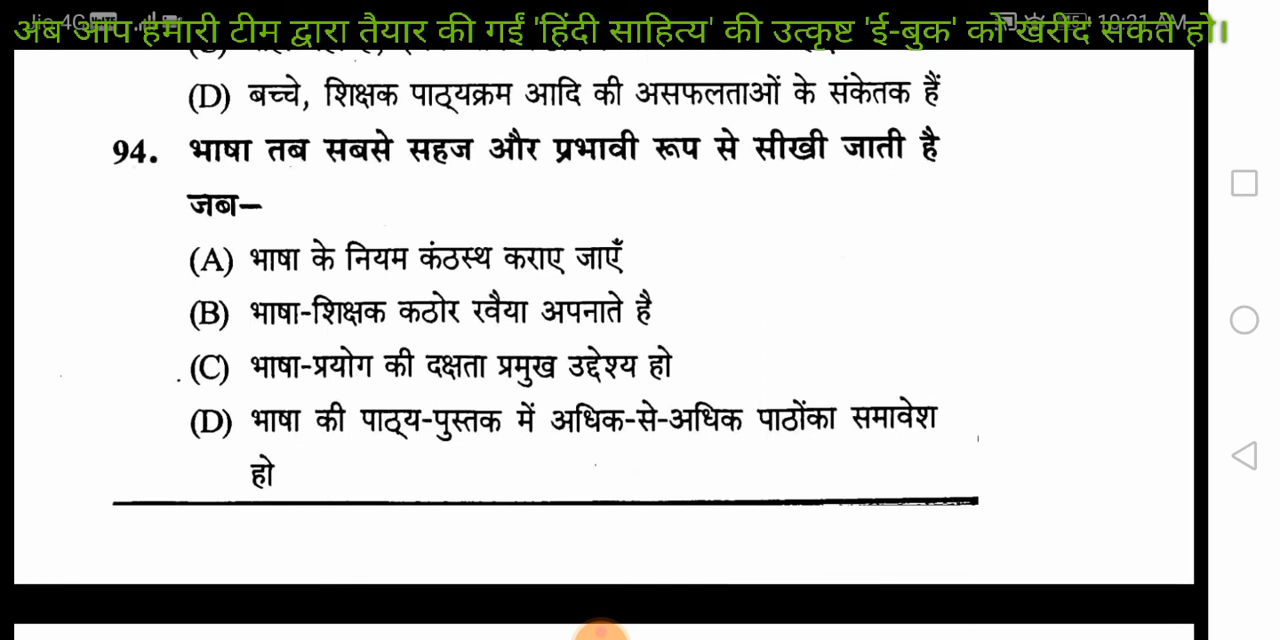 अब आप हमारी टीम द्वारा तैयार की गई 'हिंदी साहित्य' की उत्कृष्ट 'ई-बुक' को खरीद सकते हो।
(D) बच्चे, शिक्षक पाठ्यक्रम आदि की असफलताओं के संकेतक हैं
94. भाषा तब सबसे सहज और प्रभावी रूप से सीखी जाती है
जब–
(A) भाषा के नियम कंठस्थ कराए जाएँ
(B) भाषा-शिक्षक कठोर रवैया अपनाते है
(C) भाषा-प्रयोग की दक्षता प्रमुख उद्देश्य हो
(D) भाषा की पाठ्य-पुस्तक में अधिक-से-अधिक पाठोंका समावेश
हो